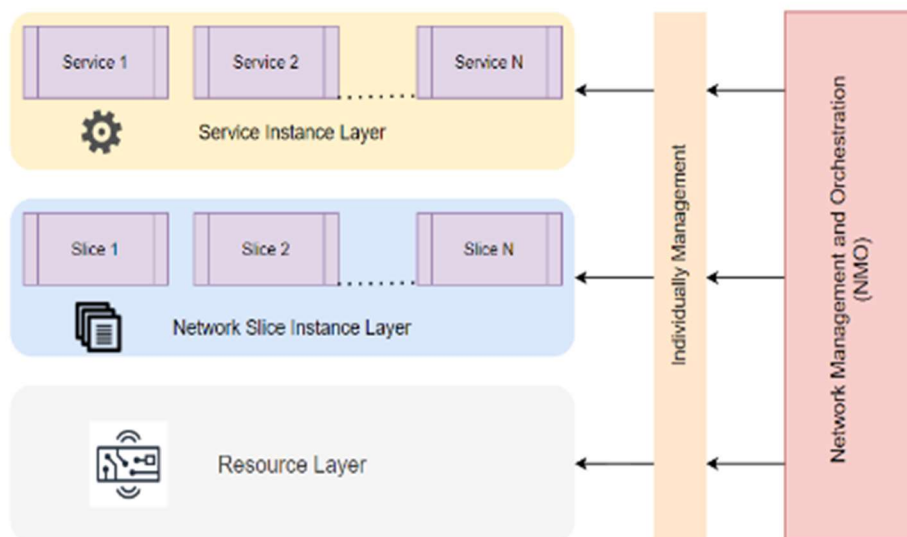 Service 1
Service 2
Service N
Service Instance Layer
Slice 1
Slice 2
Slice N
Network Slice Instance Layer
Resource Layer
Individually Management
Network Management and Orchestration
(NMO)